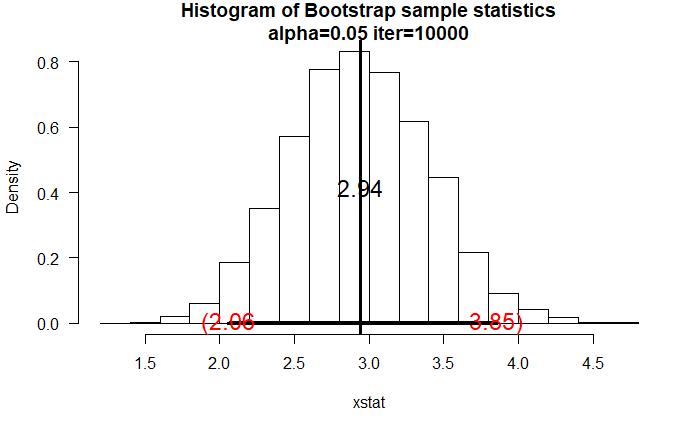 Histogram of Bootstrap sample statistics
alpha=0.05 iter=10000
Density
0.8
0.6
0.4
0.2
0.0
2.94
(2.06
3.85)
1.5 2.0 2.5 3.0 3.5 4.0 4.5
xstat